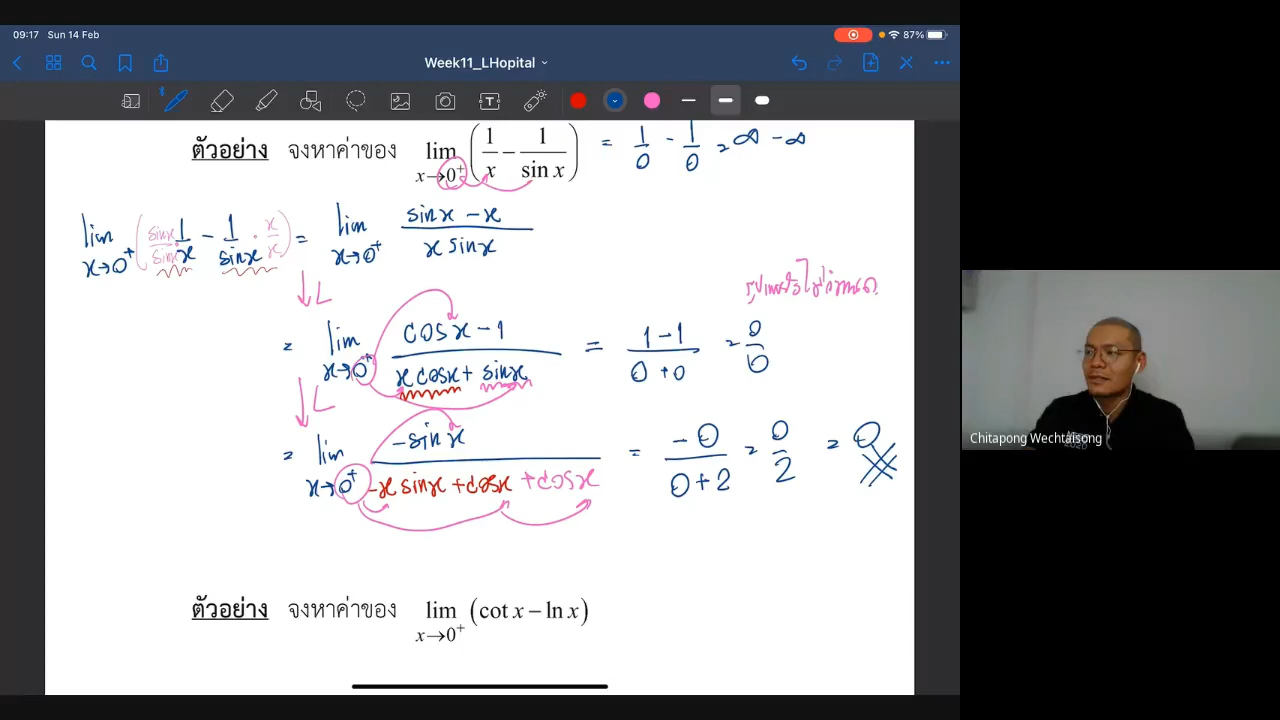 09:17 Sun 14 Feb 87%
Week11_LHopital
ตัวอย่าง จงหาค่าของ lim x→0⁺ (1/x − 1/sin x) = 1/0 − 1/0 = ∞ − ∞
lim x→0⁺ (sinx/sinx · 1/x − 1/sinx · x/x) = lim x→0⁺ (sinx − x)/(x sinx)
↓L
= lim x→0⁺ (cosx − 1)/(x cosx + sinx) = (1−1)/(0+0) = 0/0
↓L
= lim x→0⁺ (−sinx)/(−x sinx + cosx + cosx) = (−0)/(0+2) = 0/2 = 0
ตัวอย่าง จงหาค่าของ lim x→0⁺ (cot x − ln x)
Chitapong Wechtaisong